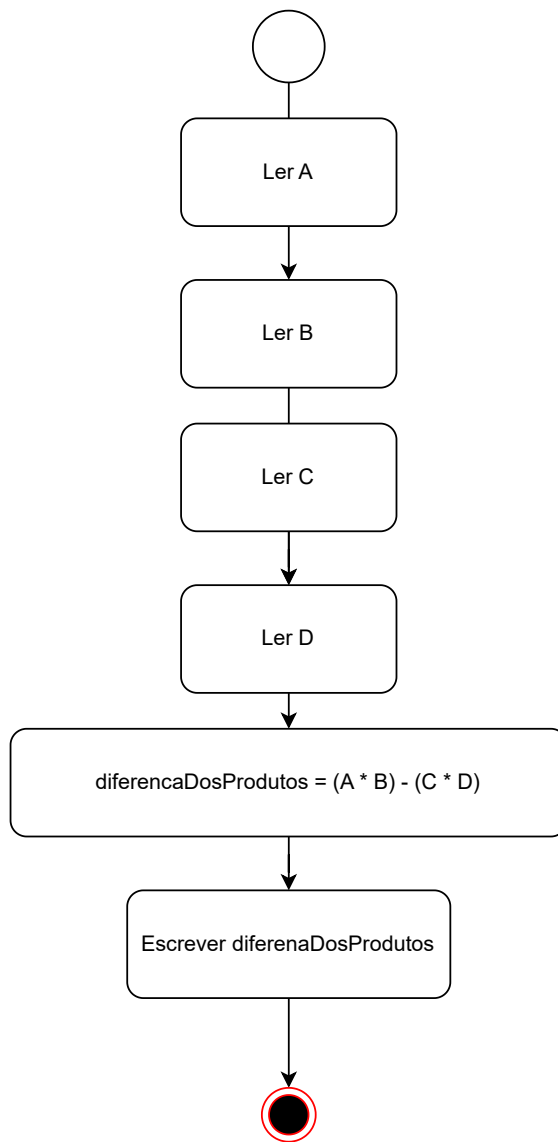 Ler A
Ler B
Ler C
Ler D
diferencaDosProdutos = (A * B) - (C * D)
Escrever diferenaDosProdutos